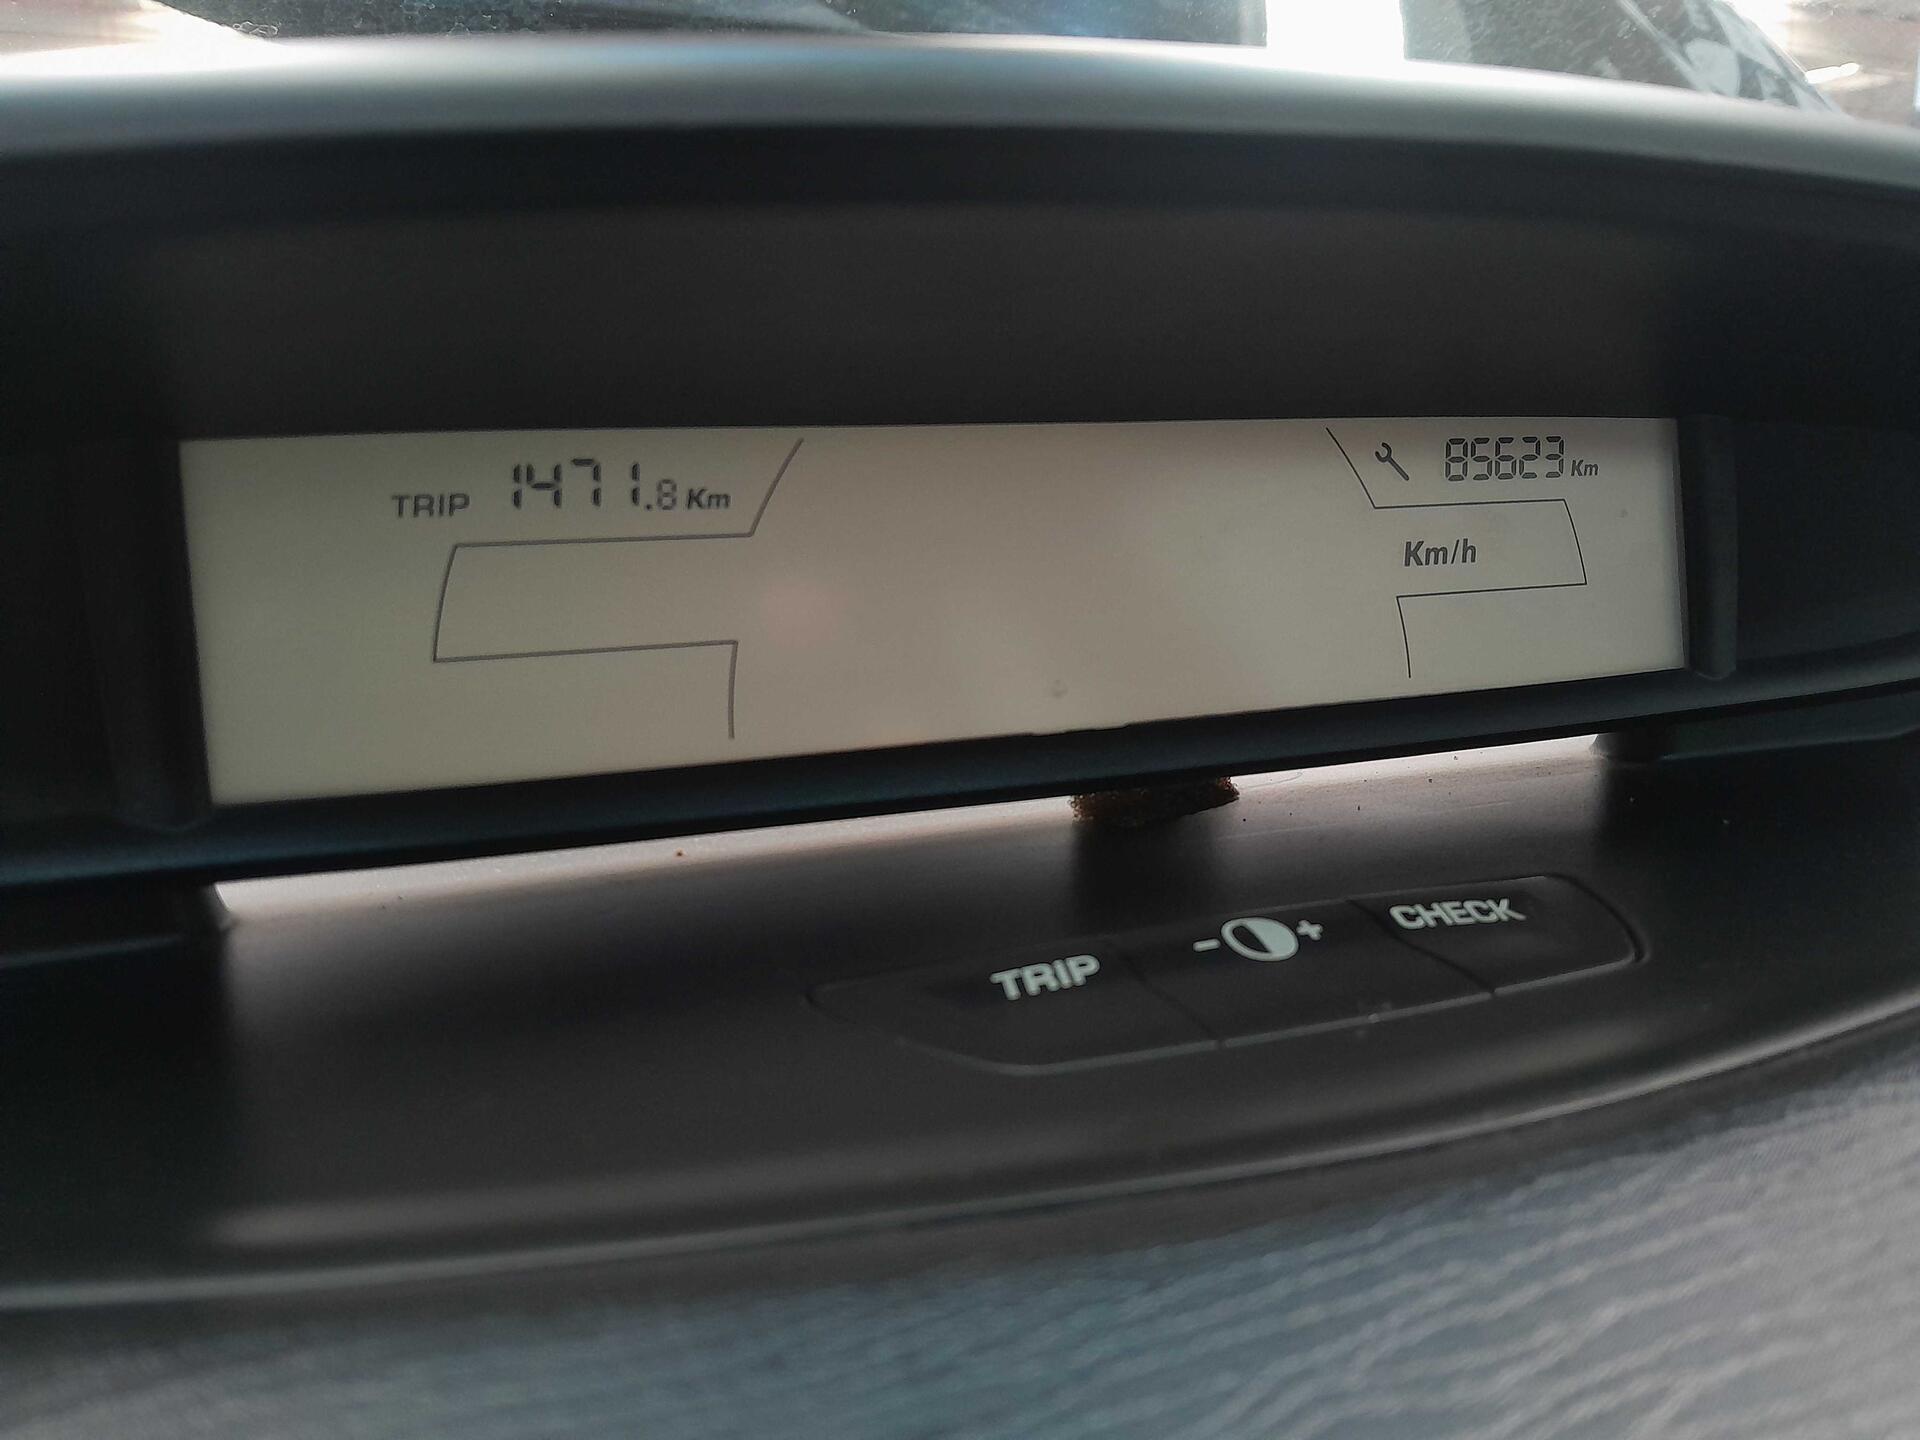 TRIP 1471.8 Km
85623 Km
Km/h
TRIP - + CHECK